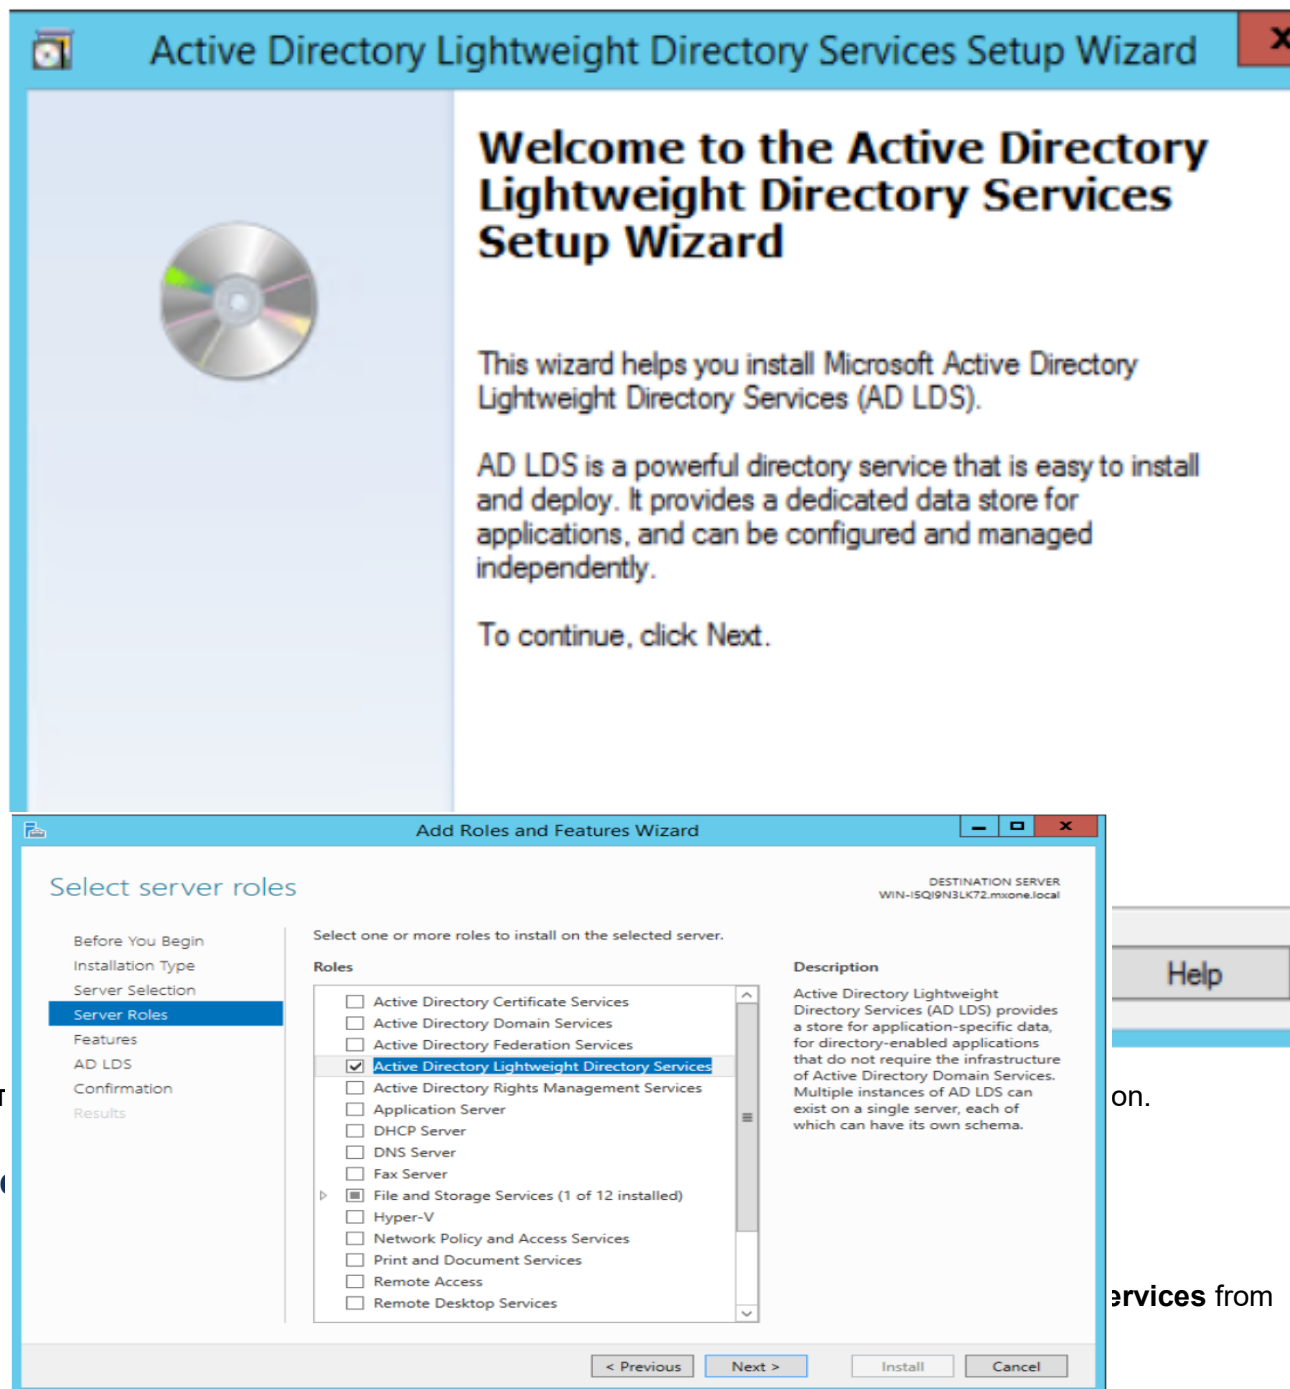 Active Directory Lightweight Directory Services Setup Wizard
x
Welcome to the Active Directory
Lightweight Directory Services
Setup Wizard
This wizard helps you install Microsoft Active Directory
Lightweight Directory Services (AD LDS).
AD LDS is a powerful directory service that is easy to install
and deploy. It provides a dedicated data store for
applications, and can be configured and managed
independently.
To continue, click Next.
Help
Add Roles and Features Wizard
x
Select server roles
DESTINATION SERVER
WIN-I5QI9N3LK72.mxone.local
Before You Begin
Installation Type
Server Selection
Server Roles
Features
AD LDS
Confirmation
Results
Select one or more roles to install on the selected server.
Roles
Active Directory Certificate Services
Active Directory Domain Services
Active Directory Federation Services
Active Directory Lightweight Directory Services
Active Directory Rights Management Services
Application Server
DHCP Server
DNS Server
Fax Server
File and Storage Services (1 of 12 installed)
Hyper-V
Network Policy and Access Services
Print and Document Services
Remote Access
Remote Desktop Services
Description
Active Directory Lightweight
Directory Services (AD LDS) provides
a store for application-specific data,
for directory-enabled applications
that do not require the infrastructure
of Active Directory Domain Services.
Multiple instances of AD LDS can
exist on a single server, each of
which can have its own schema.
< Previous
Next >
Install
Cancel
on.
ervices from